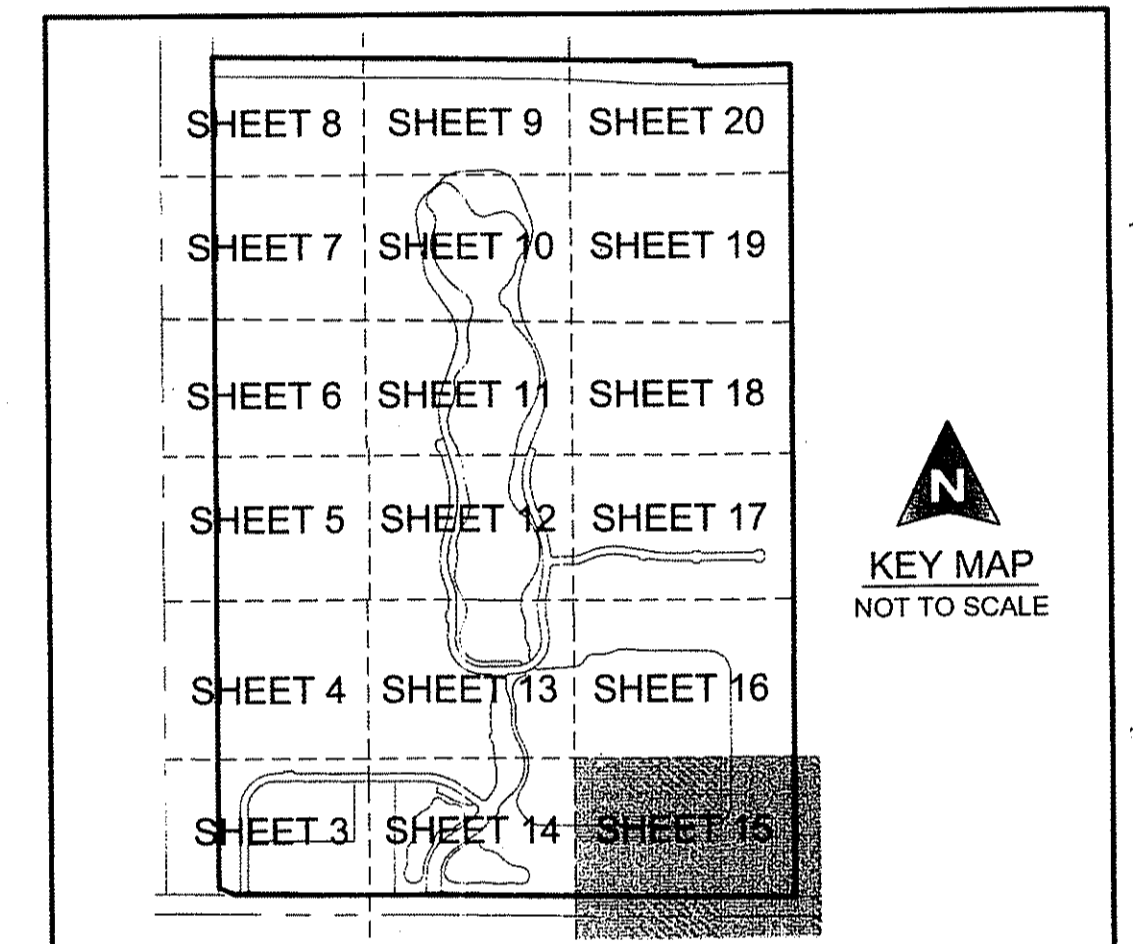 SHEET 8 SHEET 9 SHEET 20
SHEET 7 SHEET 10 SHEET 19
SHEET 6 SHEET 11 SHEET 18
SHEET 5 SHEET 12 SHEET 17
N
KEY MAP
NOT TO SCALE
SHEET 4 SHEET 13 SHEET 16
SHEET 3 SHEET 14 SHEET 15